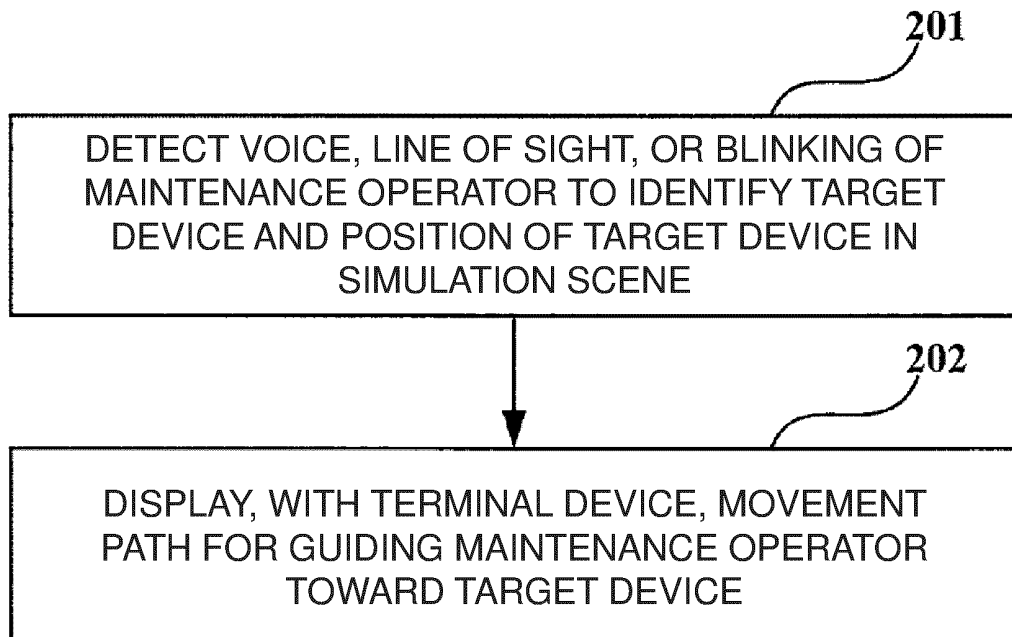 201
DETECT VOICE, LINE OF SIGHT, OR BLINKING OF
MAINTENANCE OPERATOR TO IDENTIFY TARGET
DEVICE AND POSITION OF TARGET DEVICE IN
SIMULATION SCENE
202
DISPLAY, WITH TERMINAL DEVICE, MOVEMENT
PATH FOR GUIDING MAINTENANCE OPERATOR
TOWARD TARGET DEVICE